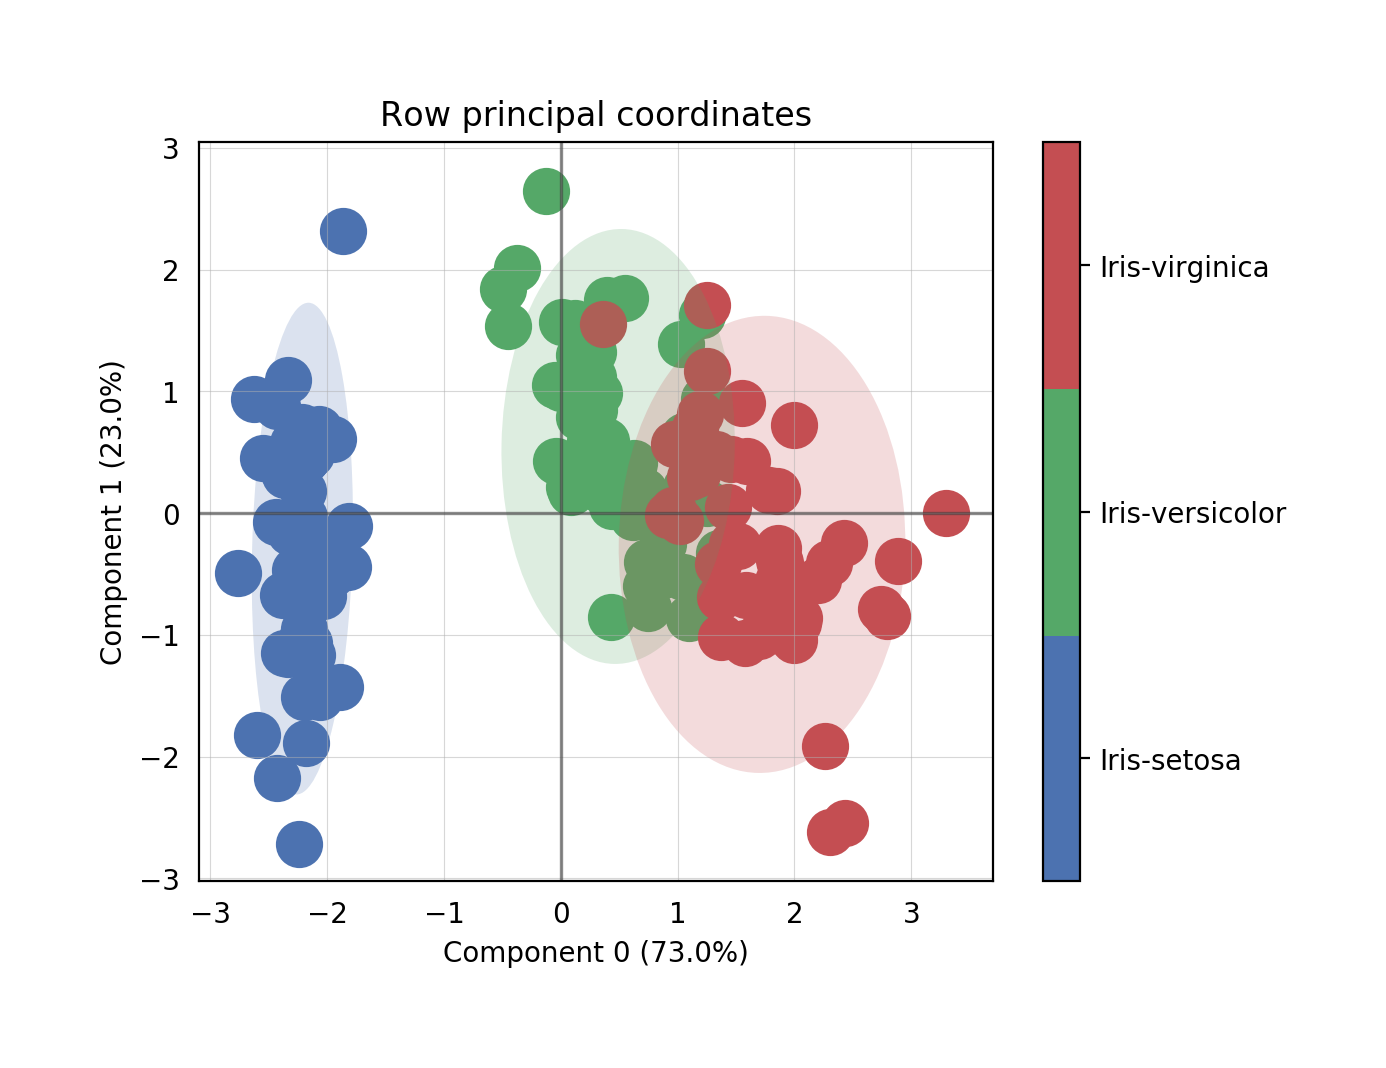 Row principal coordinates
3
2
1
0
−1
−2
−3
Component 1 (23.0%)
−3 −2 −1 0 1 2 3
Component 0 (73.0%)
Iris-virginica
Iris-versicolor
Iris-setosa